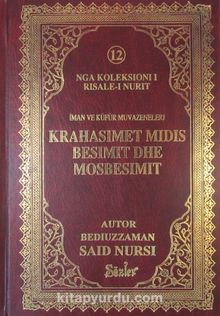 12
NGA KOLEKSIONI I
RISALE-I NURIT
İMAN VE KÜFÜR MUVAZENELERİ
KRAHASIMET MIDIS
BESIMIT DHE
MOSBESIMIT
AUTOR
BEDIUZZAMAN
SAID NURSI
Sözler
kitapyurdu.com